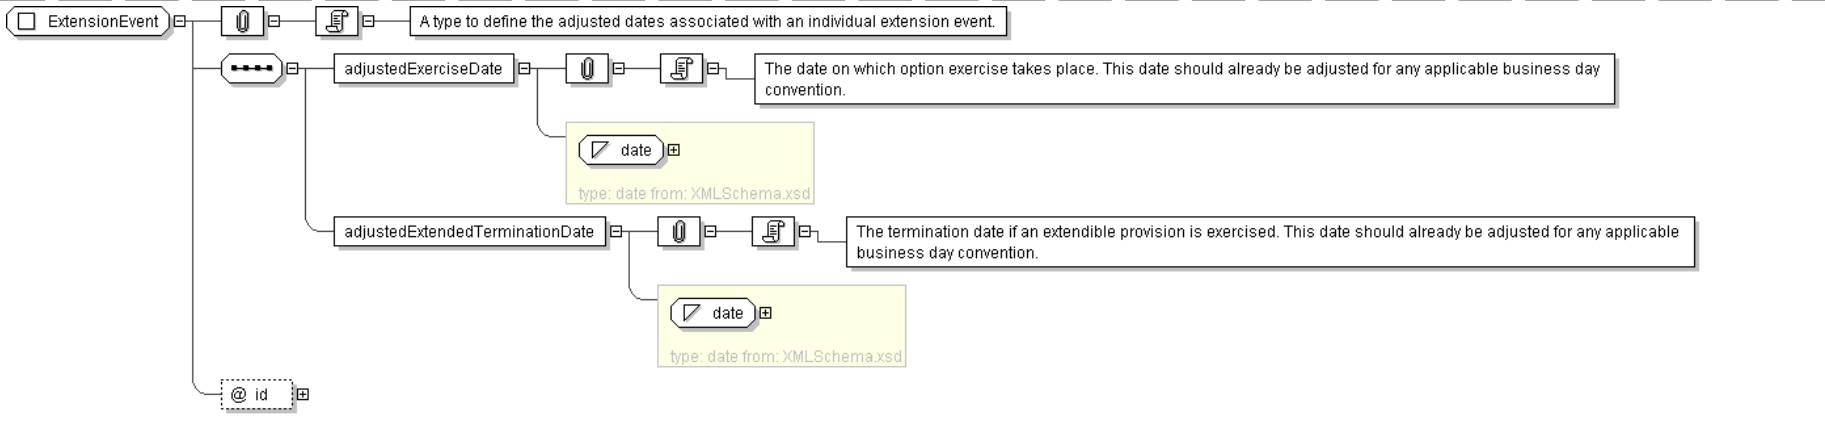 ExtensionEvent
A type to define the adjusted dates associated with an individual extension event.
adjustedExerciseDate
The date on which option exercise takes place. This date should already be adjusted for any applicable business day
convention.
date
type: date from: XMLSchema.xsd
adjustedExtendedTerminationDate
The termination date if an extendible provision is exercised. This date should already be adjusted for any applicable
business day convention.
date
type: date from: XMLSchema.xsd
@ id